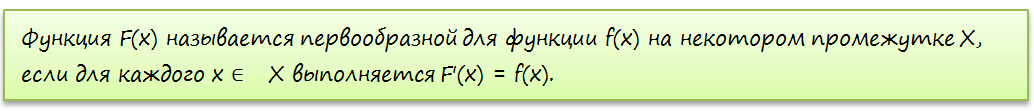 Функция F(x) называется первообразной для функции f(x) на некотором промежутке X,
если для каждого x ∈ X выполняется F'(x) = f(x).